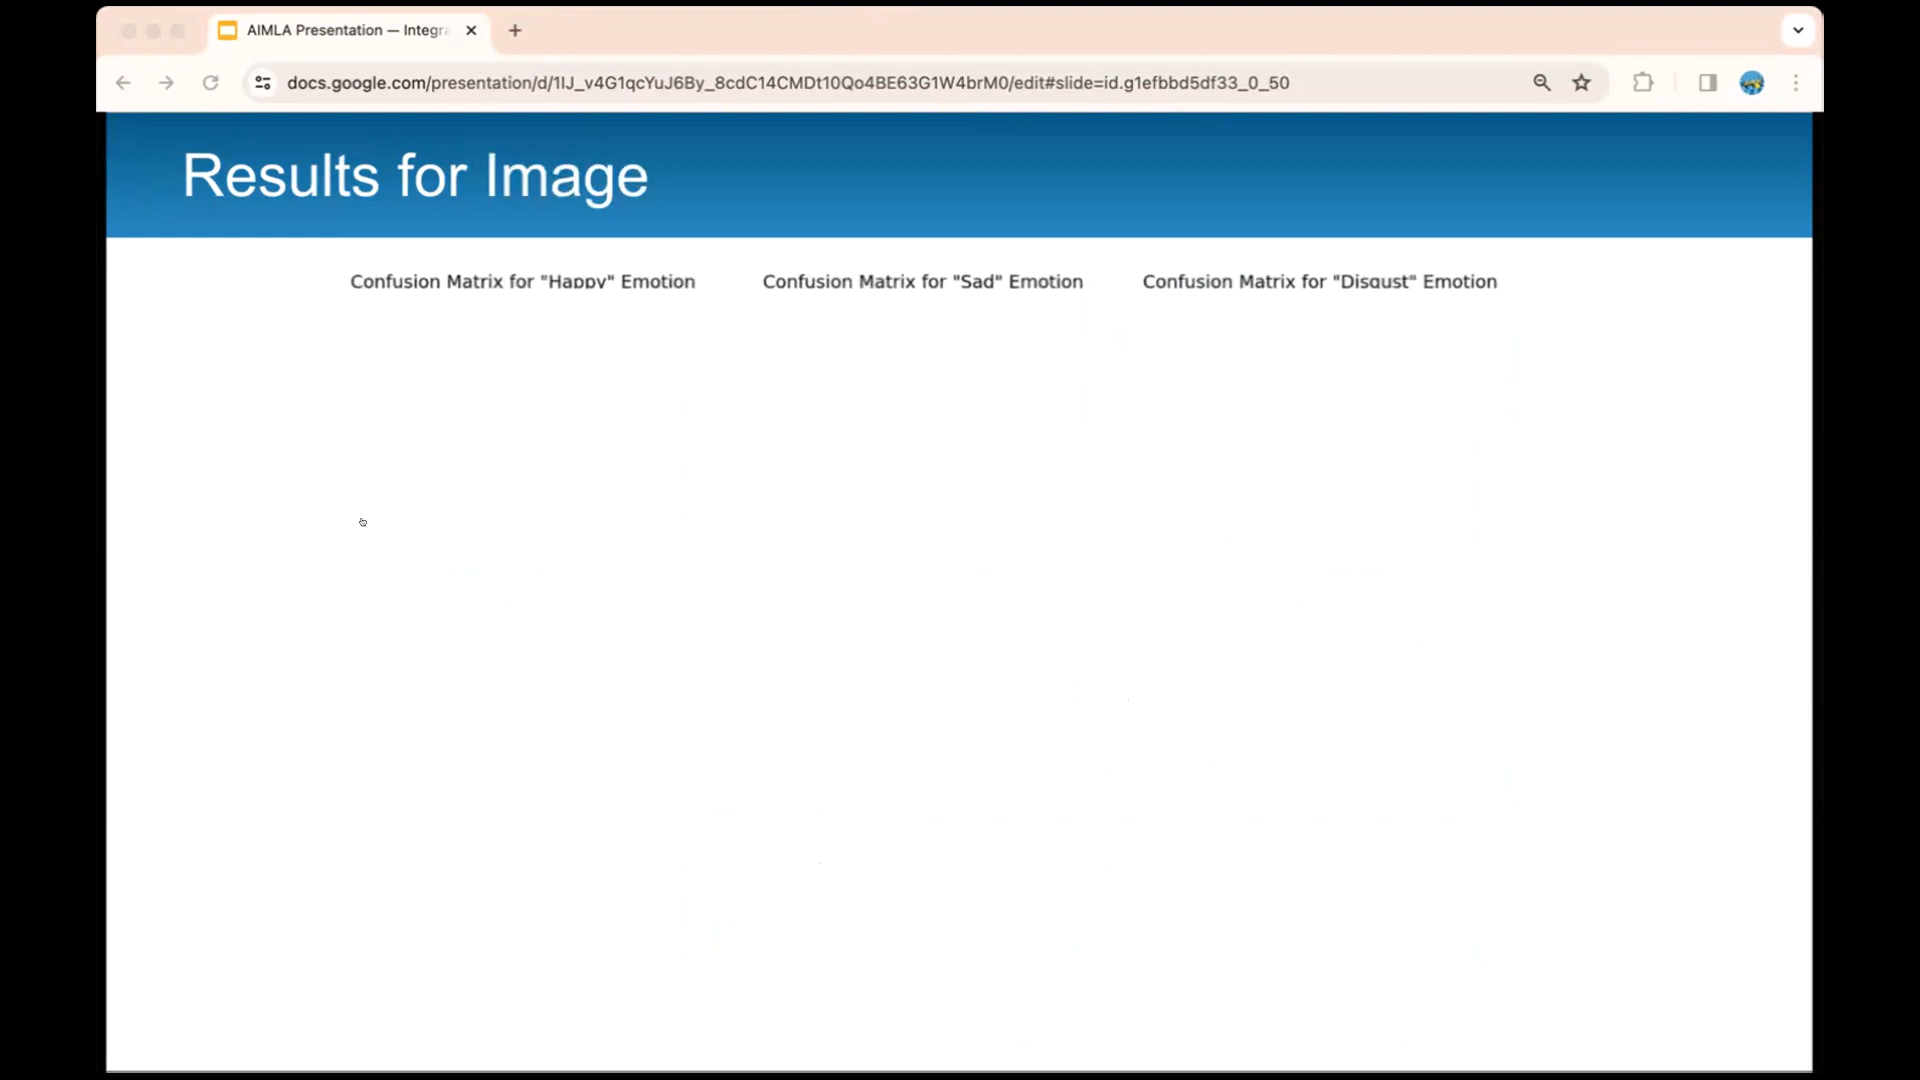 AIMLA Presentation — Integr
docs.google.com/presentation/d/1IJ_v4G1qcYuJ6By_8cdC14CMDt10Qo4BE63G1W4brM0/edit#slide=id.g1efbbd5df33_0_50
Results for Image
Confusion Matrix for "Happy" Emotion
Confusion Matrix for "Sad" Emotion
Confusion Matrix for "Disgust" Emotion